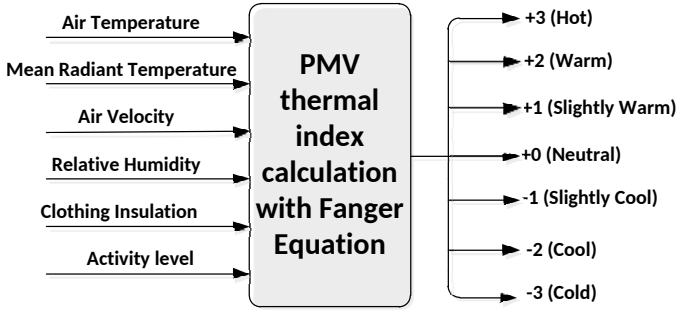 Air Temperature
Mean Radiant Temperature
Air Velocity
Relative Humidity
Clothing Insulation
Activity level
PMV
thermal
index
calculation
with Fanger
Equation
+3 (Hot)
+2 (Warm)
+1 (Slightly Warm)
+0 (Neutral)
-1 (Slightly Cool)
-2 (Cool)
-3 (Cold)